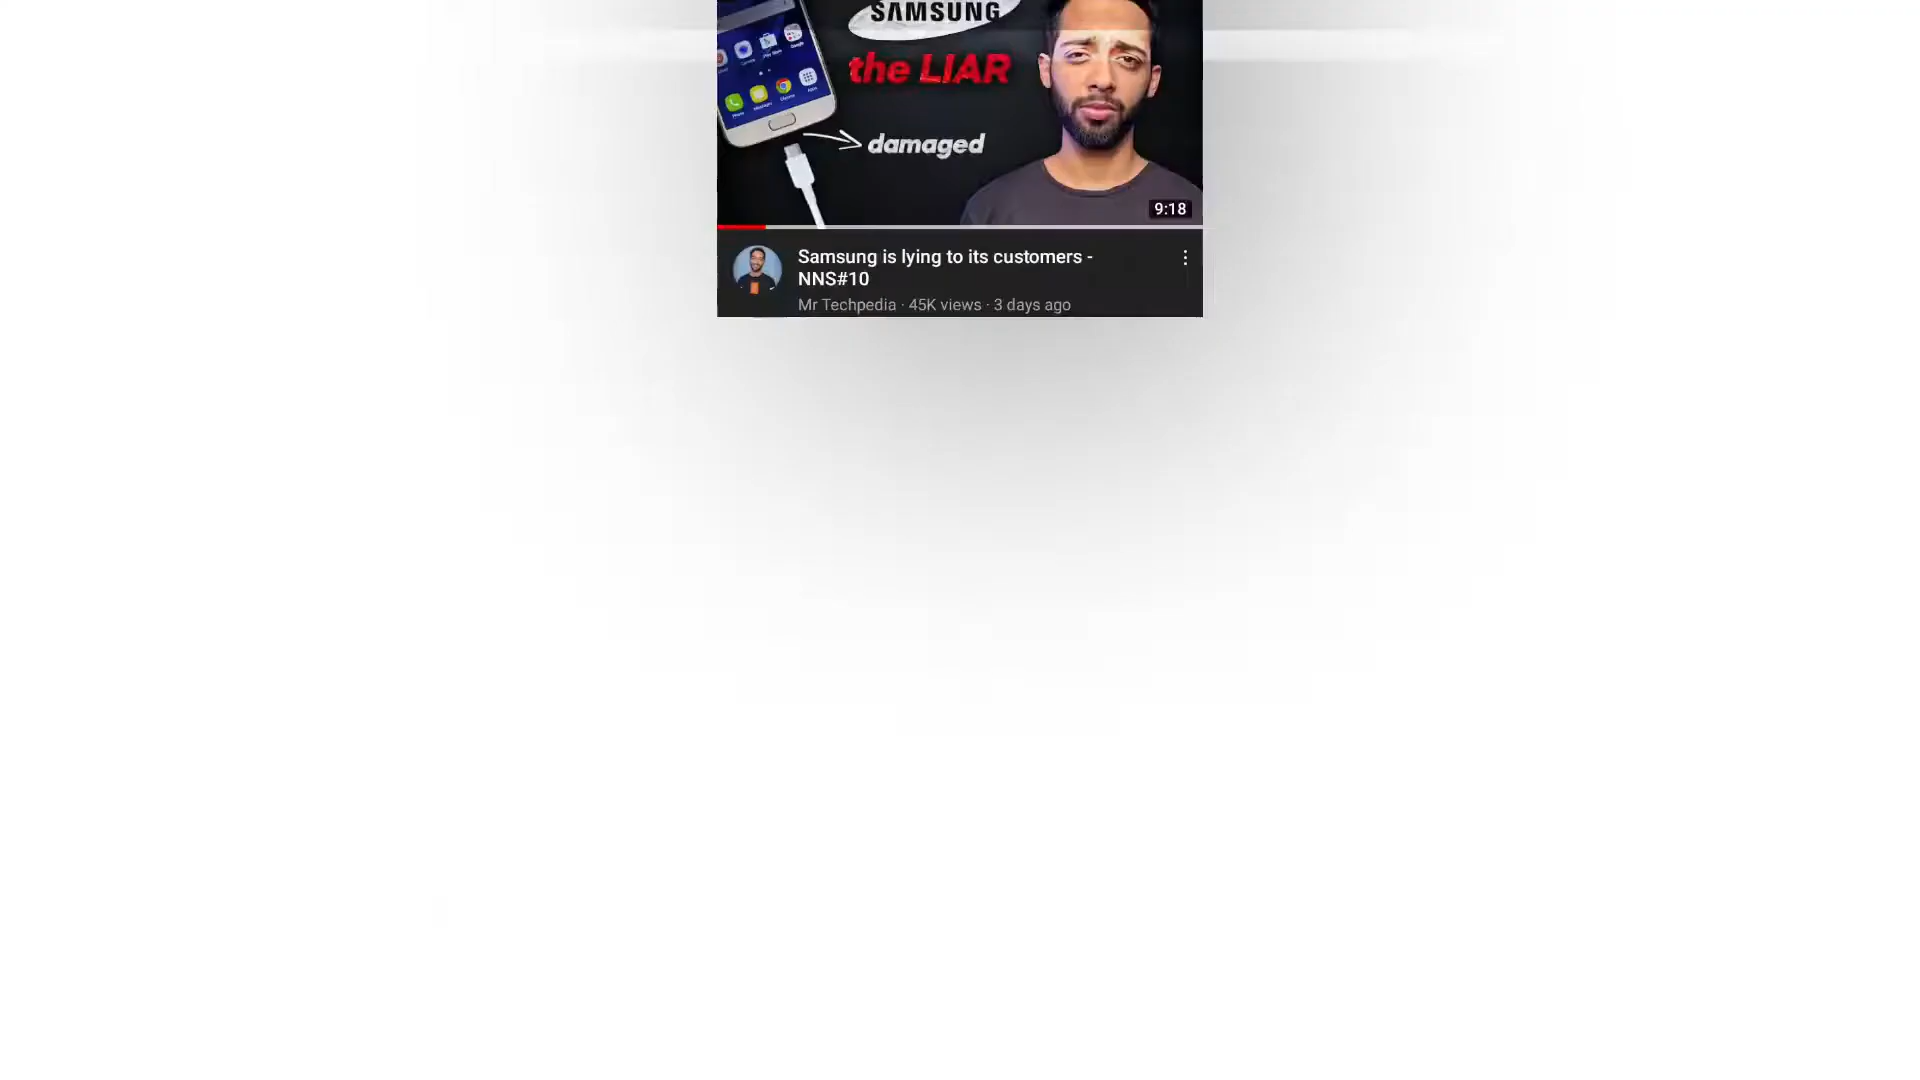 SAMSUNG
the LIAR
damaged
9:18
Samsung is lying to its customers -
NNS#10
Mr Techpedia · 45K views · 3 days ago